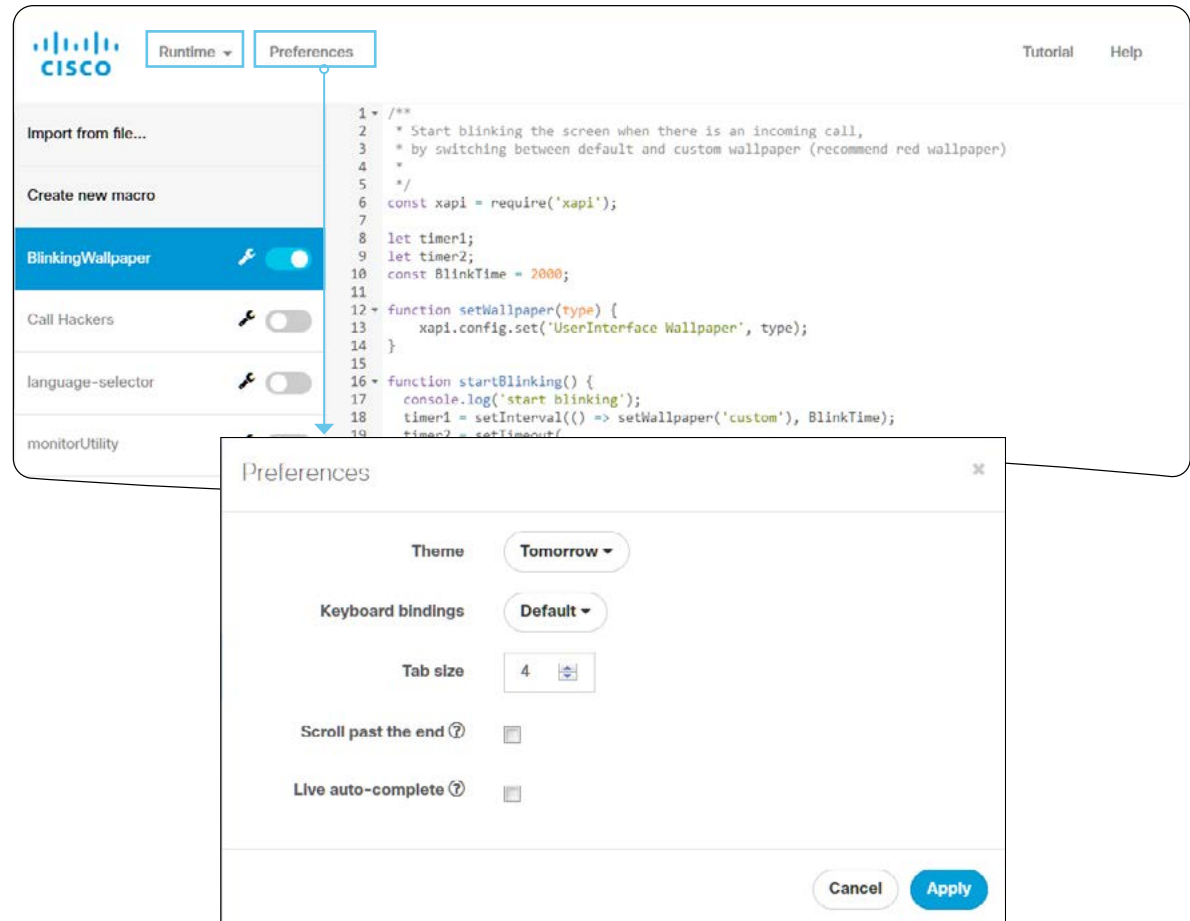 CISCO
Runtime
Preferences
Tutorial
Help
Import from file...
Create new macro
BlinkingWallpaper
Call Hackers
language-selector
monitorUtility
1 /**
2 * Start blinking the screen when there is an incoming call,
3 * by switching between default and custom wallpaper (recommend red wallpaper)
4 *
5 */
6 const xapi = require('xapi');
7
8 let timer1;
9 let timer2;
10 const BlinkTime = 2000;
11
12 function setWallpaper(type) {
13 xapi.config.set('UserInterface Wallpaper', type);
14 }
15
16 function startBlinking() {
17 console.log('start blinking');
18 timer1 = setInterval(() => setWallpaper('custom'), BlinkTime);
19 timer2 = setTimeout(
Preferences
Theme Tomorrow
Keyboard bindings Default
Tab size 4
Scroll past the end ?
Live auto-complete ?
Cancel Apply